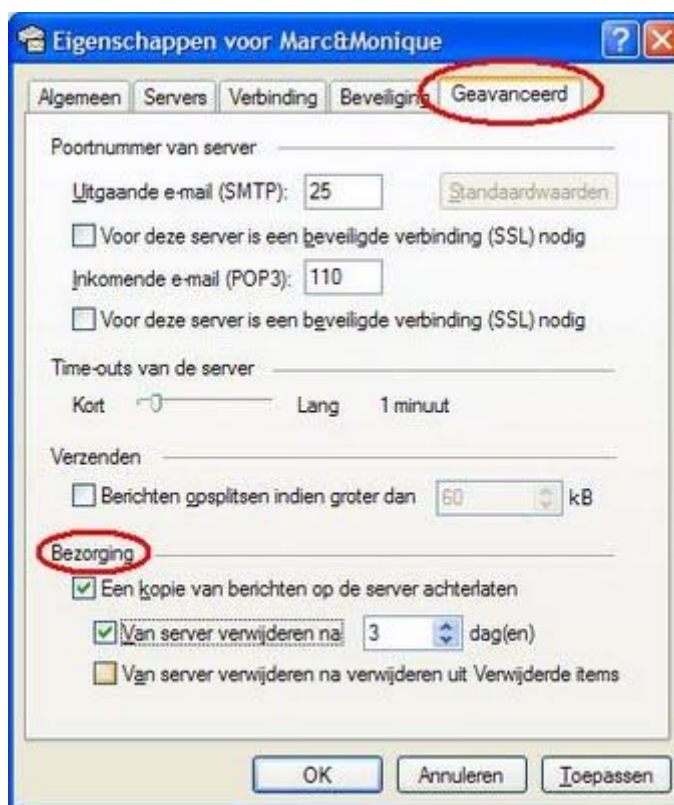 Eigenschappen voor Marc&Monique
Algemeen Servers Verbinding Beveiliging Geavanceerd
Poortnummer van server
Uitgaande e-mail (SMTP): 25 Standaardwaarden
Voor deze server is een beveiligde verbinding (SSL) nodig
Inkomende e-mail (POP3): 110
Voor deze server is een beveiligde verbinding (SSL) nodig
Time-outs van de server
Kort Lang 1 minuut
Verzenden
Berichten opsplitsen indien groter dan 60 kB
Bezorging
Een kopie van berichten op de server achterlaten
Van server verwijderen na 3 dag(en)
Van server verwijderen na verwijderen uit Verwijderde items
OK Annuleren Toepassen